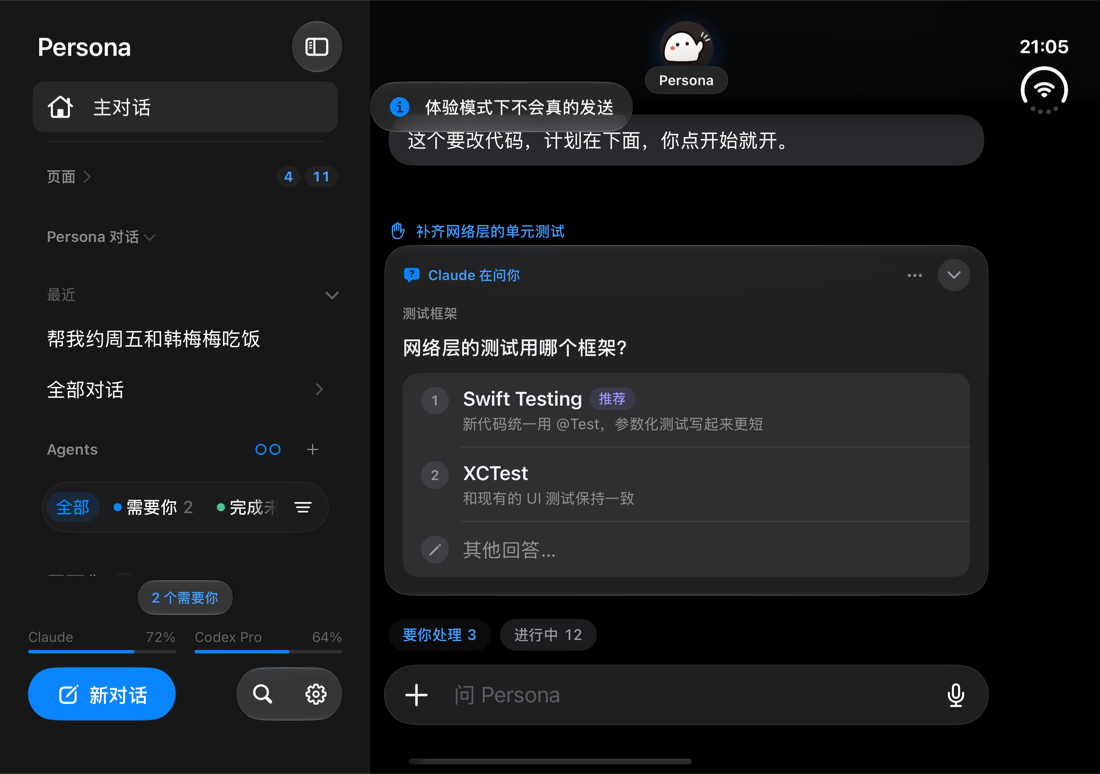 Persona
主对话
页面
4 11
Persona 对话
最近
帮我约周五和韩梅梅吃饭
全部对话
Agents
全部 需要你 2 完成未
2 个需要你
Claude 72% Codex Pro 64%
新对话
Persona
21:05
体验模式下不会真的发送
这个要改代码，计划在下面，你点开始就开。
补齐网络层的单元测试
Claude 在问你
测试框架
网络层的测试用哪个框架?
1 Swift Testing 推荐
新代码统一用 @Test，参数化测试写起来更短
2 XCTest
和现有的 UI 测试保持一致
其他回答...
要你处理 3 进行中 12
问 Persona